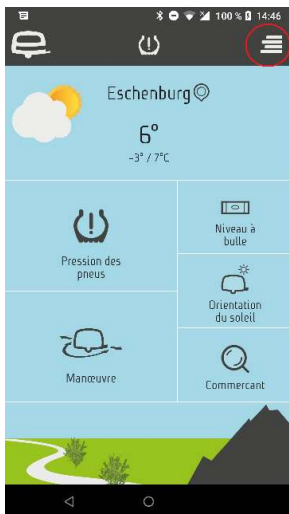 100 % 14:46
Eschenburg
6°
-3° / 7°C
Pression des
pneus
Niveau à
bulle
Orientation
du soleil
Manœuvre
Commercant